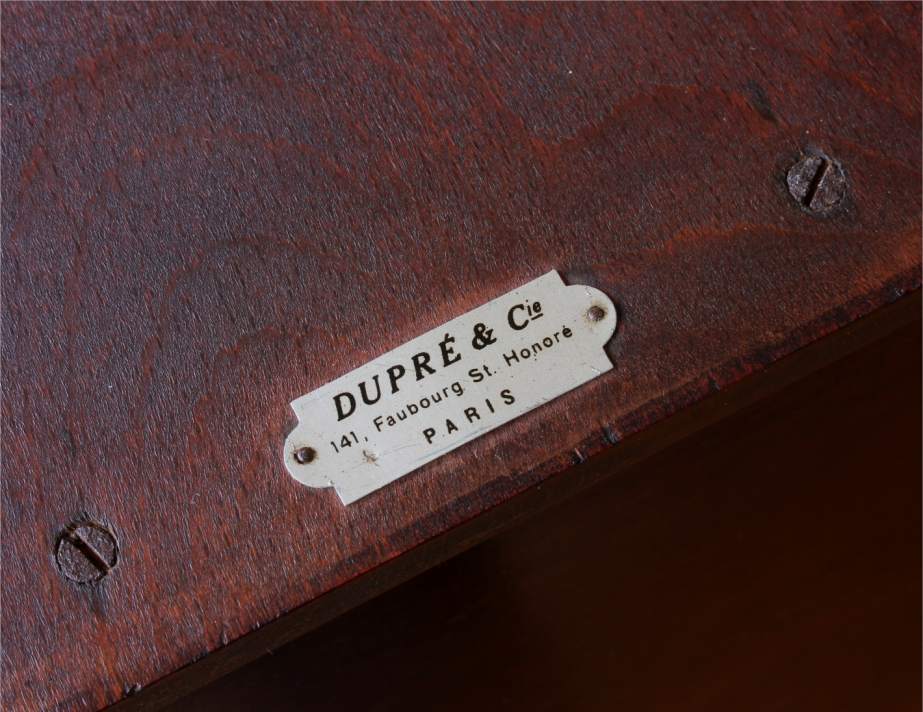 DUPRÉ & Cie
141, Faubourg St. Honoré
PARIS